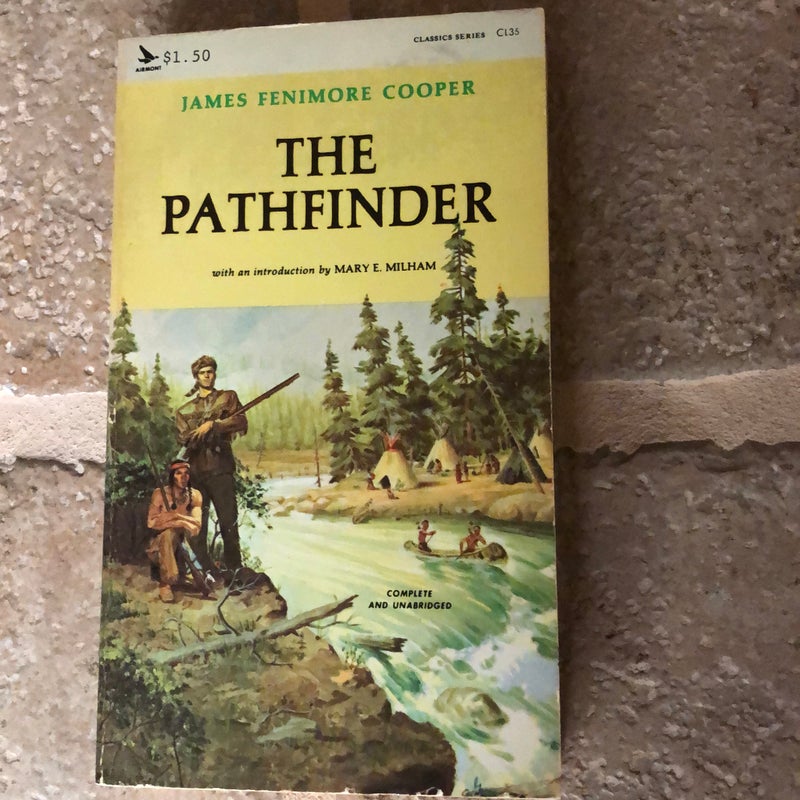 AIRMONT
$1.50
CLASSICS SERIES CL35
JAMES FENIMORE COOPER
THE
PATHFINDER
with an introduction by MARY E. MILHAM
COMPLETE
AND UNABRIDGED